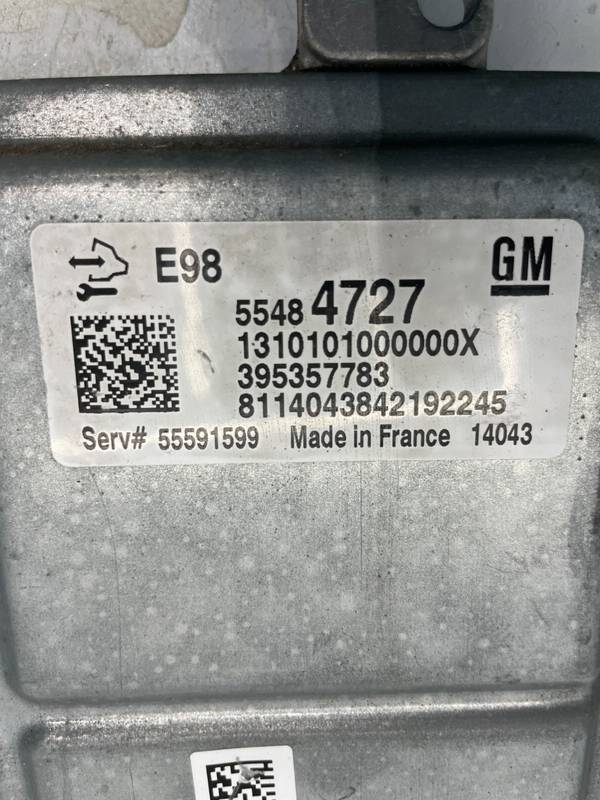 E98 GM
5548 4727
1310101000000X
395357783
8114043842192245
Serv# 55591599 Made in France 14043